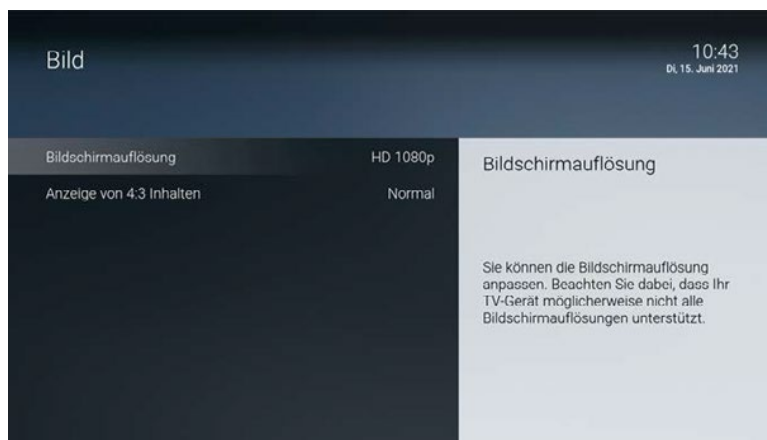 Bild
10:43
Di, 15. Juni 2021
Bildschirmauflösung HD 1080p
Anzeige von 4:3 Inhalten Normal
Bildschirmauflösung
Sie können die Bildschirmauflösung
anpassen. Beachten Sie dabei, dass Ihr
TV-Gerät möglicherweise nicht alle
Bildschirmauflösungen unterstützt.